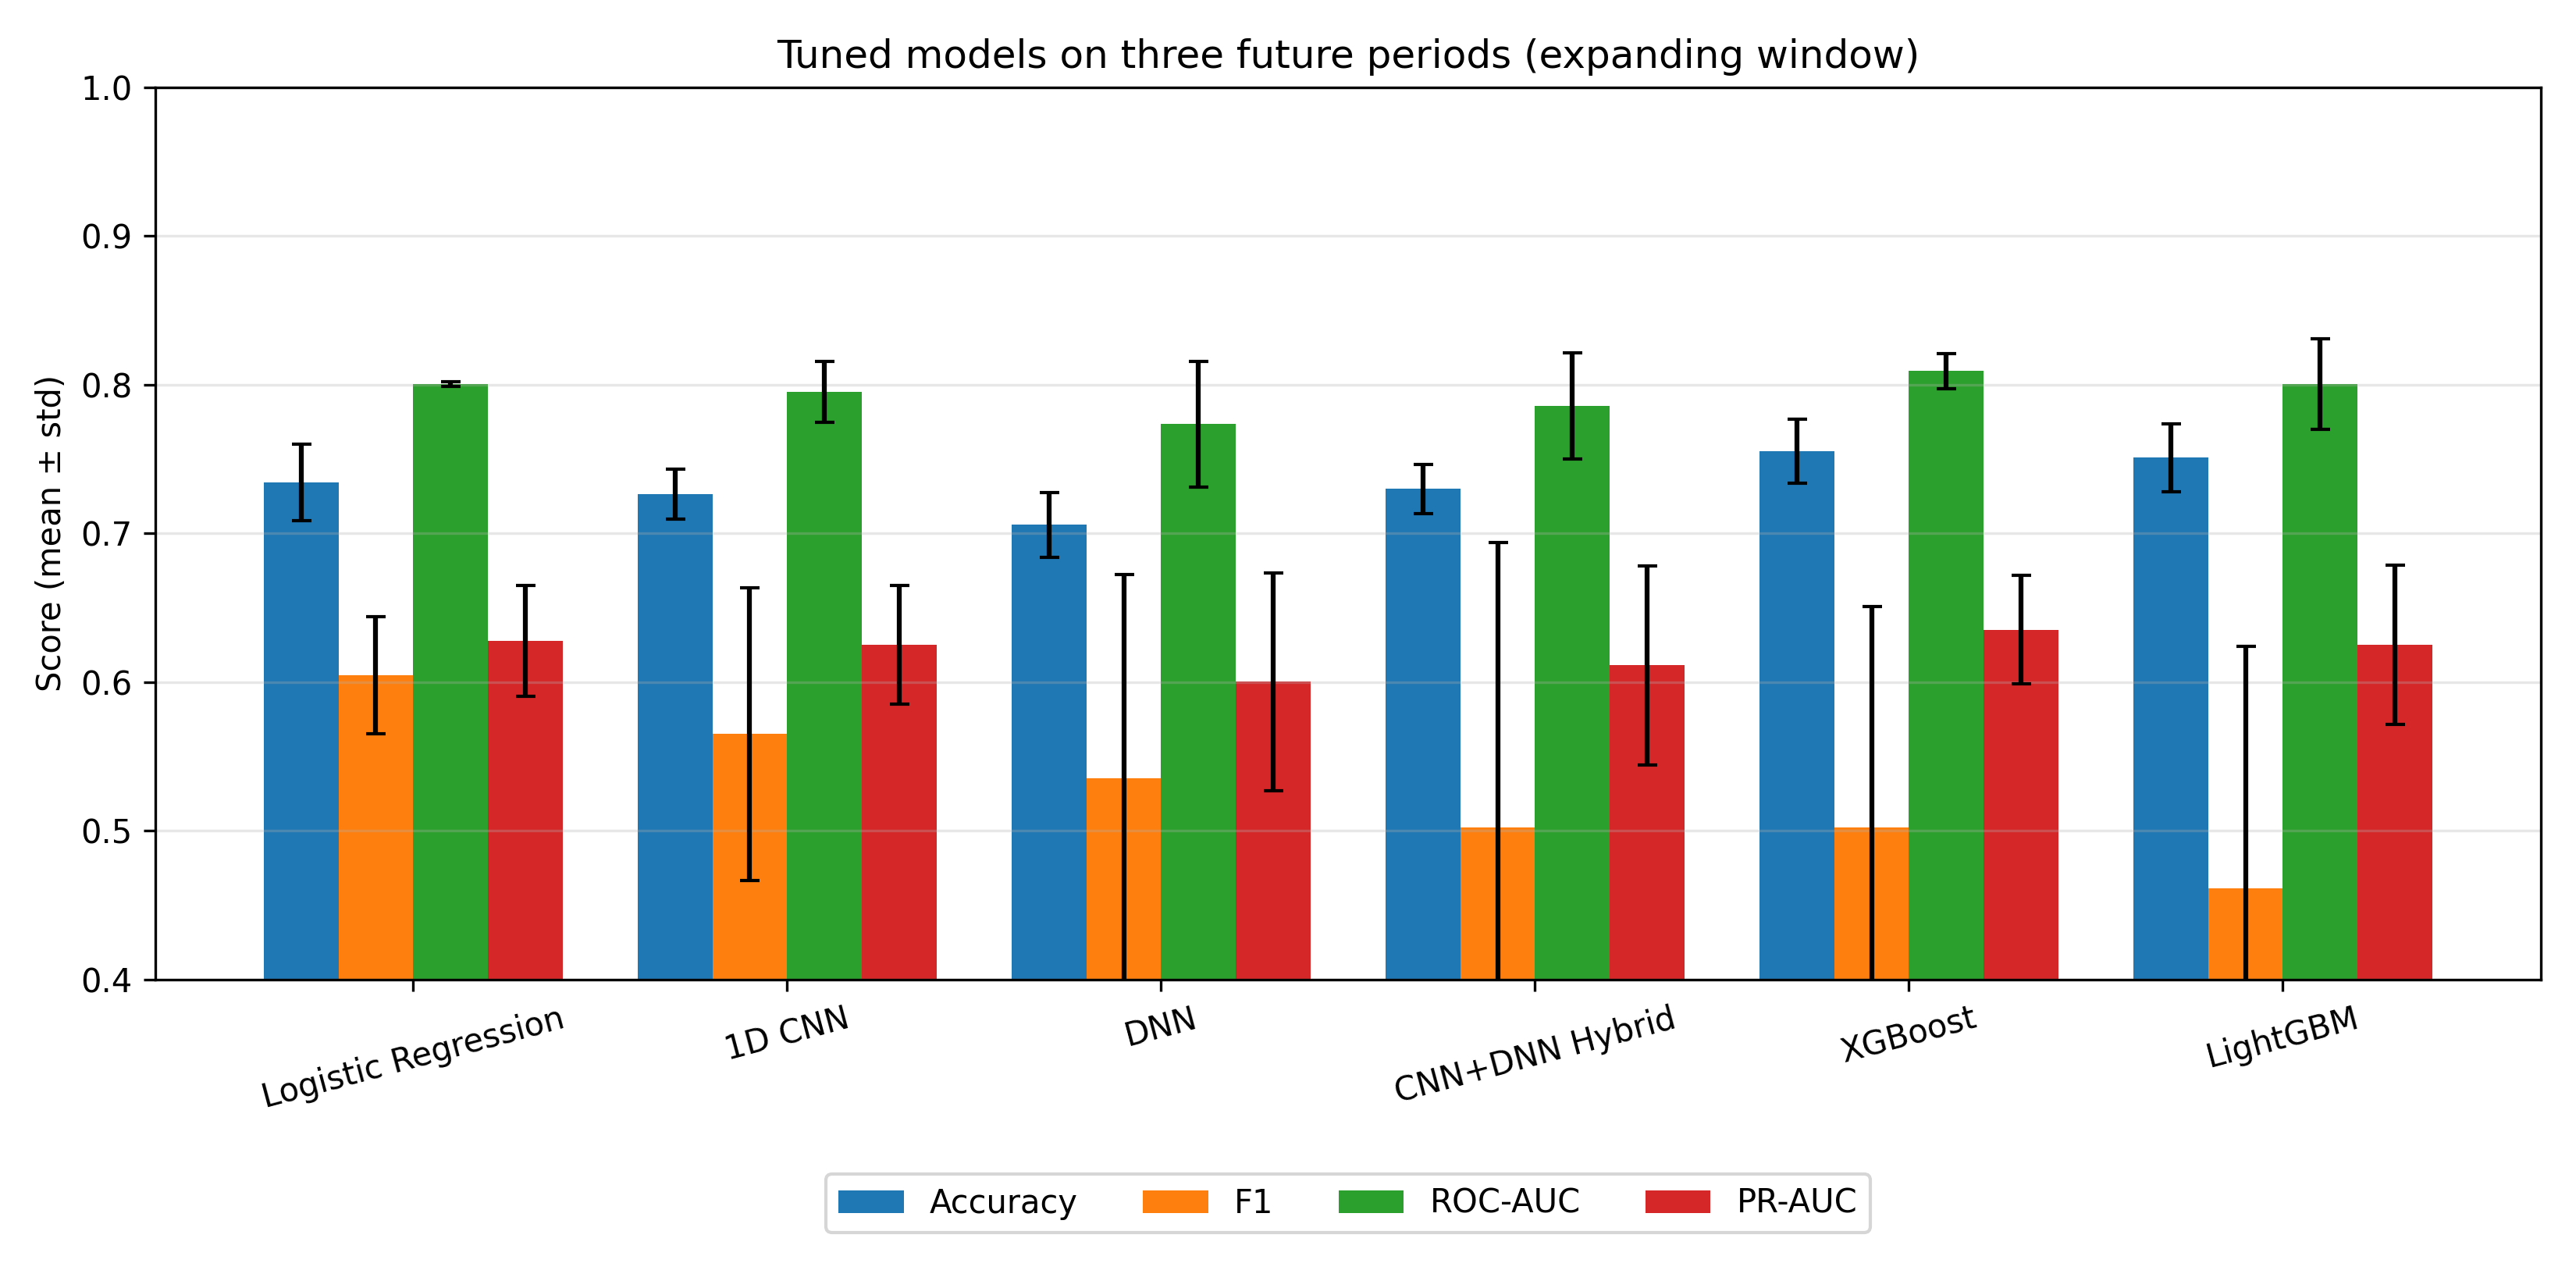 Tuned models on three future periods (expanding window)
Score (mean ± std)
1.0
0.9
0.8
0.7
0.6
0.5
0.4
Logistic Regression
1D CNN
DNN
CNN+DNN Hybrid
XGBoost
LightGBM
Accuracy
F1
ROC-AUC
PR-AUC